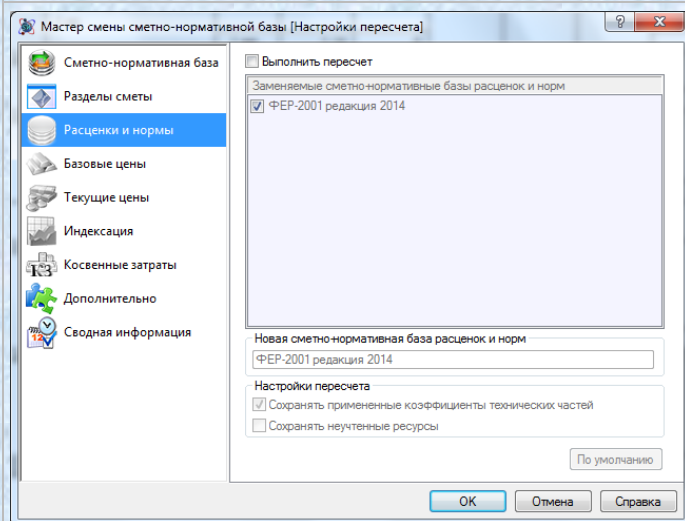 Мастер смены сметно-нормативной базы [Настройки пересчета]
Сметно-нормативная база
Разделы сметы
Расценки и нормы
Базовые цены
Текущие цены
Индексация
КЗ
Косвенные затраты
Дополнительно
12
Сводная информация
Выполнить пересчет
Заменяемые сметно-нормативные базы расценок и норм
ФЕР-2001 редакция 2014
Новая сметно-нормативная база расценок и норм
ФЕР-2001 редакция 2014
Настройки пересчета
Сохранять примененные коэффициенты технических частей
Сохранять неучтенные ресурсы
По умолчанию
OK
Отмена
Справка